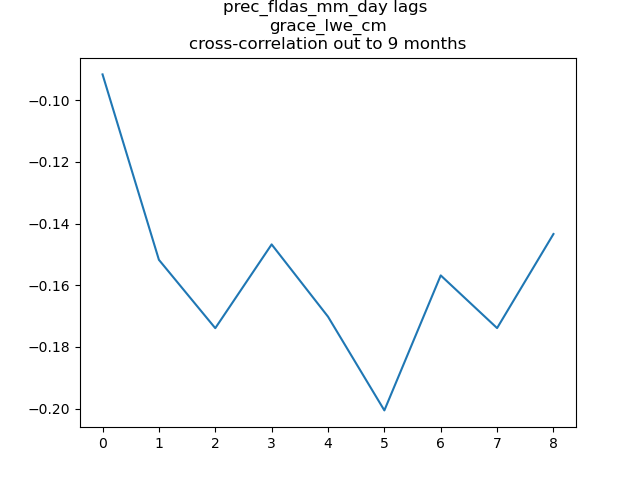 prec_fldas_mm_day lags
grace_lwe_cm
cross-correlation out to 9 months
−0.10
−0.12
−0.14
−0.16
−0.18
−0.20
0 1 2 3 4 5 6 7 8